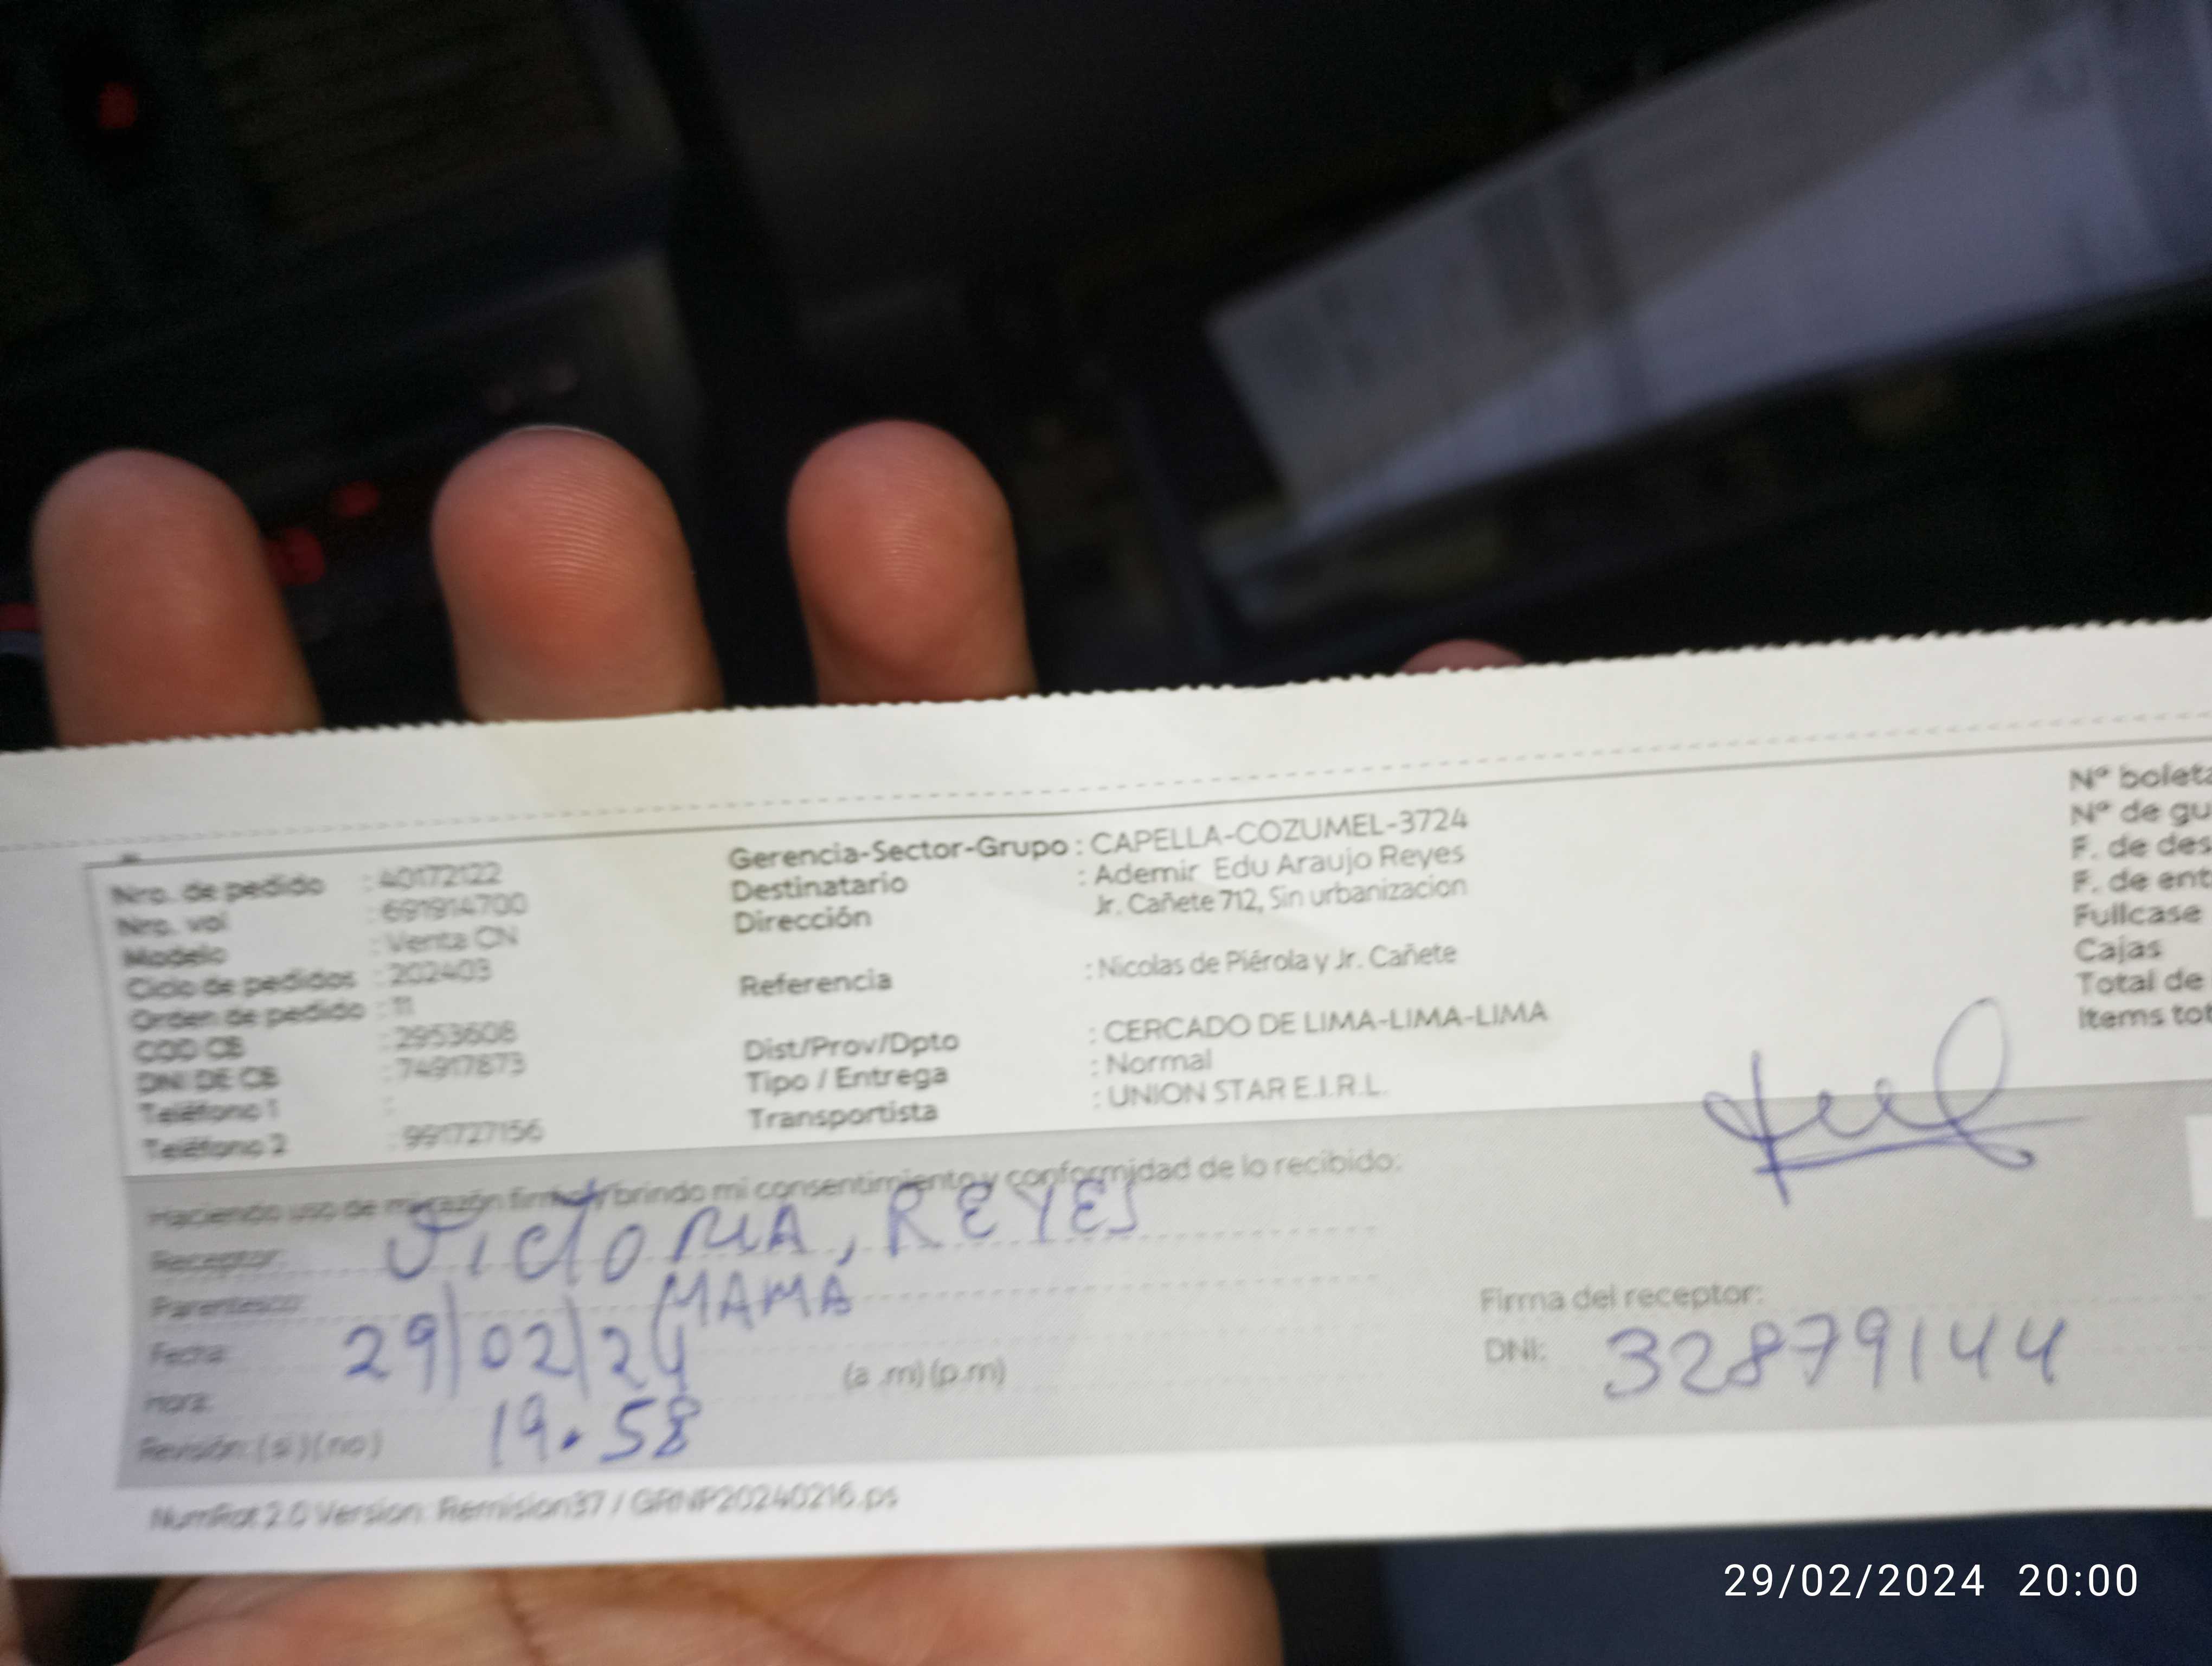 Nro. de pedido : 40172122
Nro. vol : 691914700
Modelo : Venta CN
Ciclo de pedidos : 202403
Orden de pedido : 11
COD CB : 2953608
DNI DE CB : 74917873
Teléfono 1 :
Teléfono 2 : 991727156
Gerencia-Sector-Grupo : CAPELLA-COZUMEL-3724
Destinatario : Ademir Edu Araujo Reyes
Dirección Jr. Cañete 712, Sin urbanizacion
Referencia : Nicolas de Piérola y Jr. Cañete
Dist/Prov/Dpto : CERCADO DE LIMA-LIMA-LIMA
Tipo / Entrega : Normal
Transportista : UNION STAR E.I.R.L.
Nº boleta
Nº de gu
F. de des
F. de ent
Fullcase
Cajas
Total de
Items tot
Haciendo uso de mi razón firmo y brindo mi consentimiento y conformidad de lo recibido:
Receptor: VICTORIA, REYES
Parentesco: MAMÁ
Fecha: 29/02/24
hora: 19.58 (a .m) (p.m)
Revisión: ( si ) ( no )
Firma del receptor:
DNI: 32879144
NumRot 2.0 Version: Remision37 / GRNP20240216.ps
29/02/2024 20:00